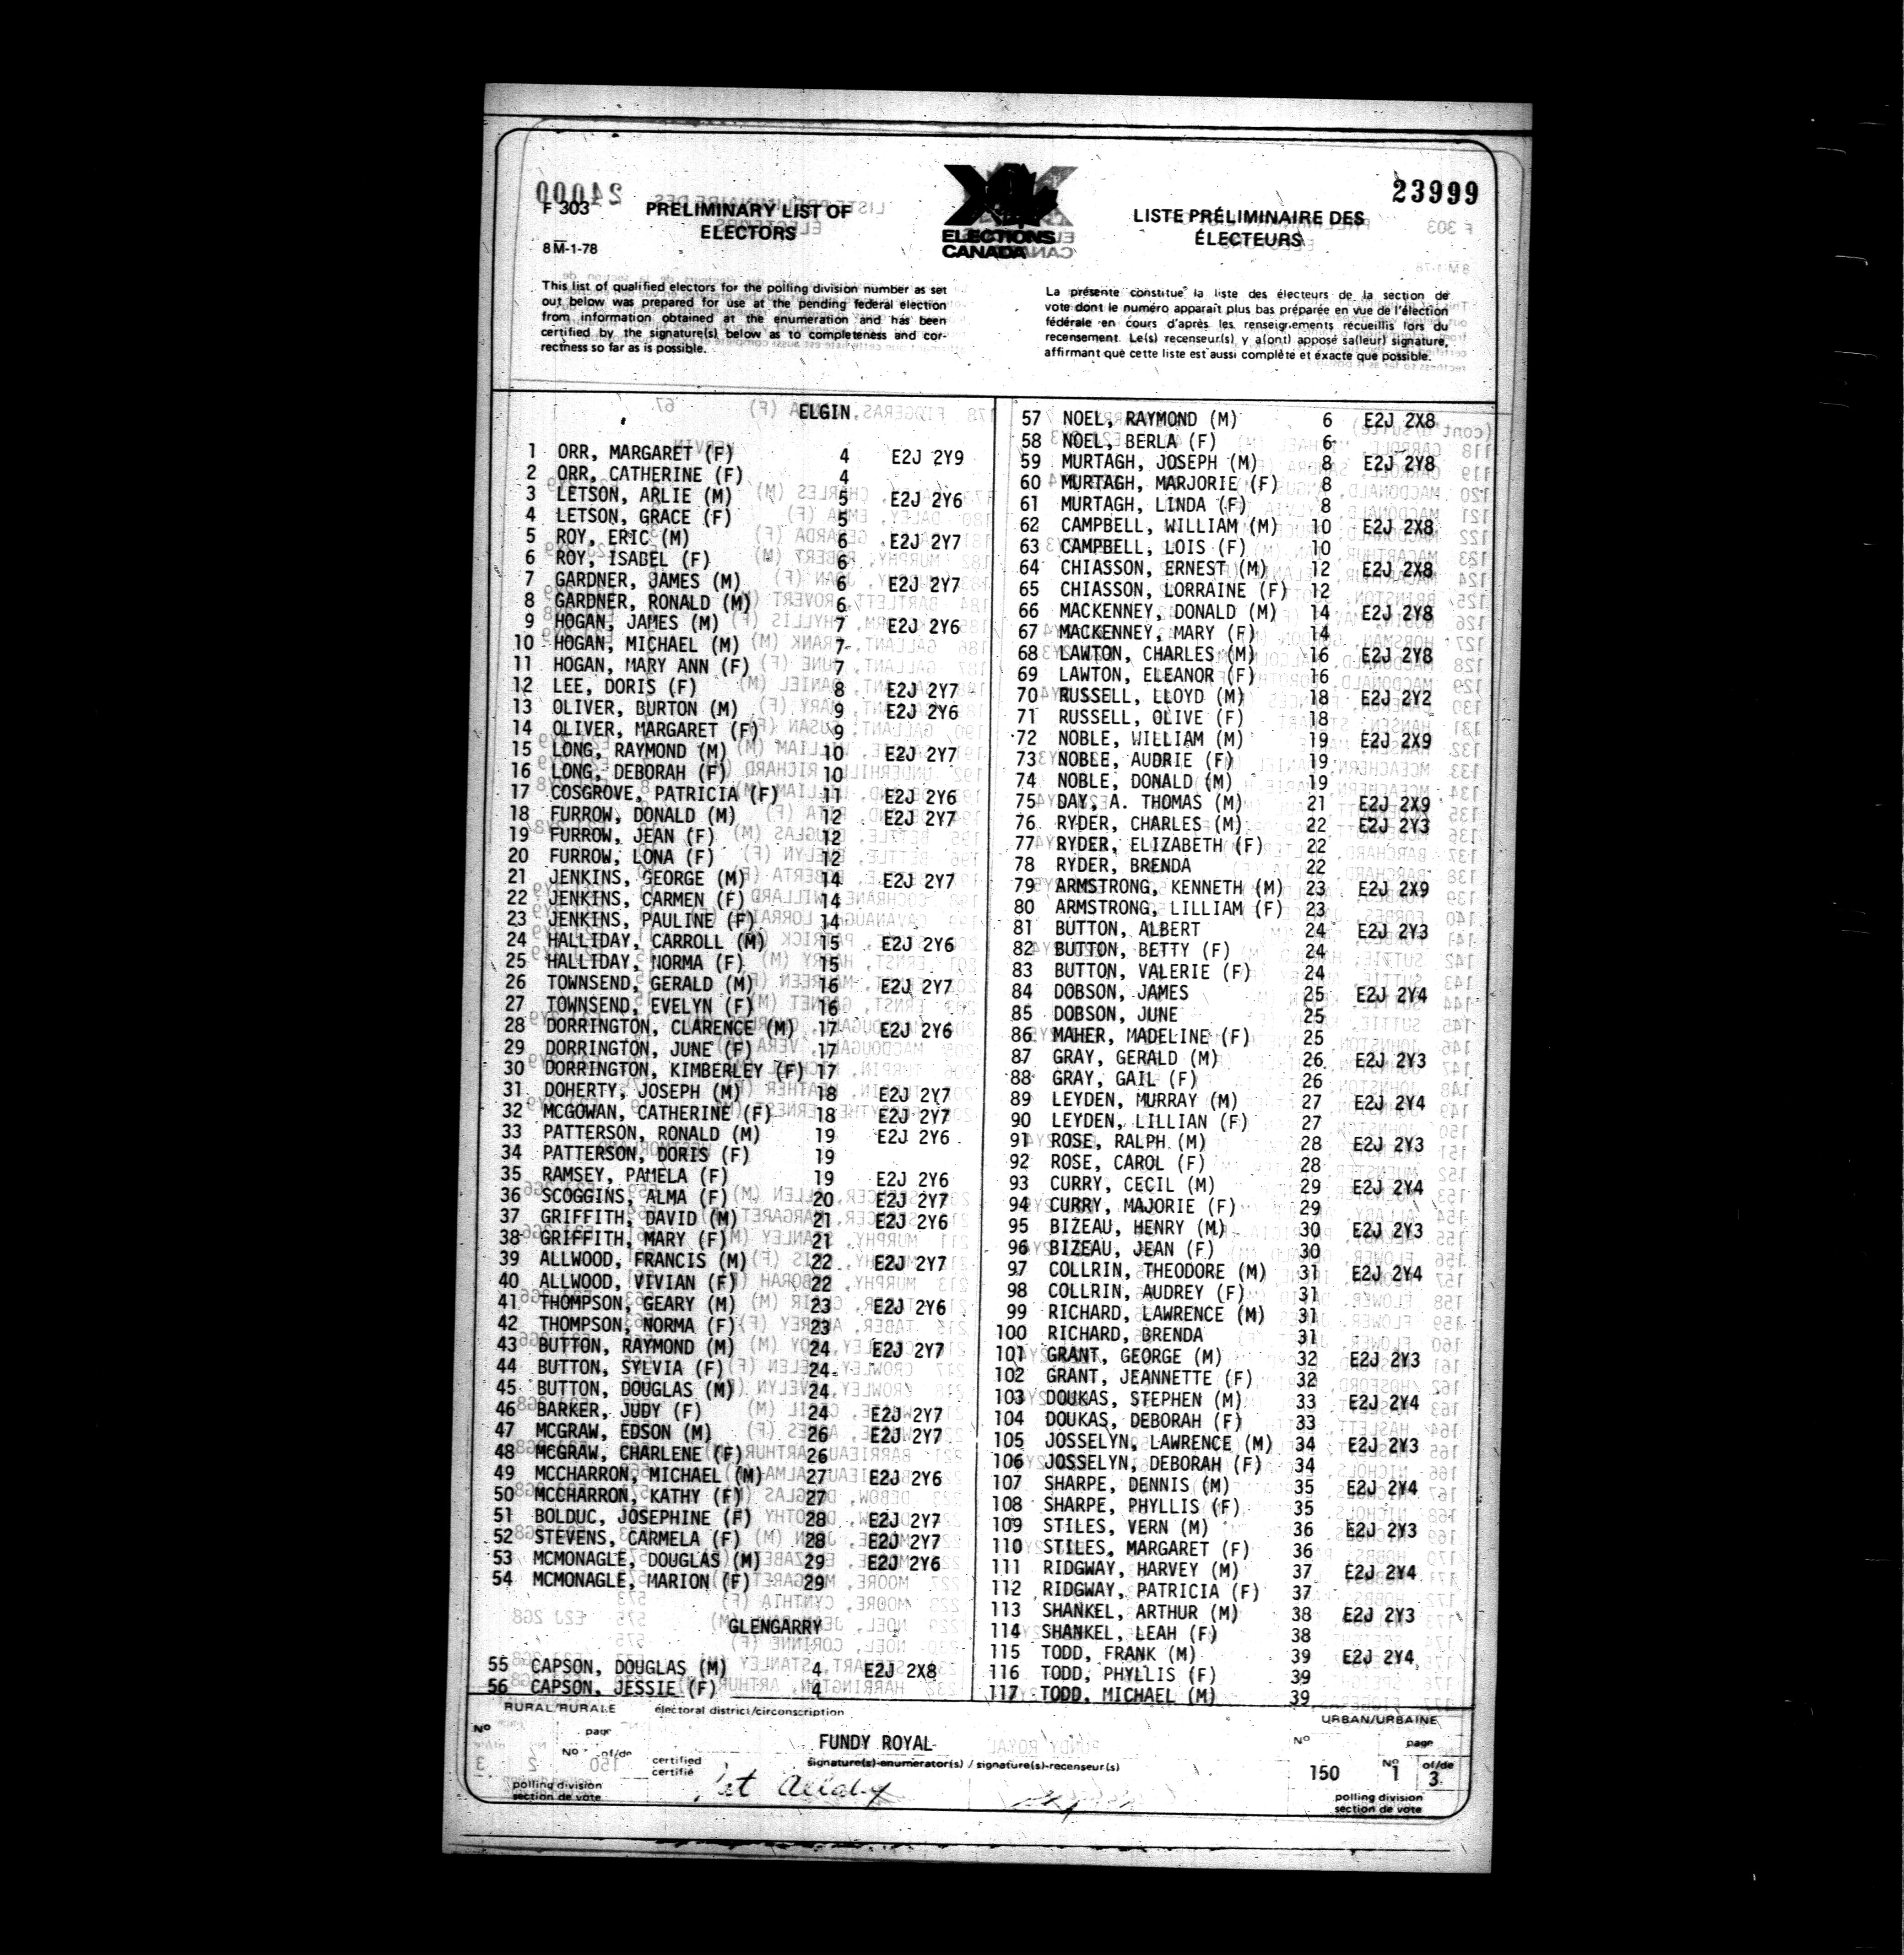 23999
F 303
PRELIMINARY LIST OF
ELECTORS
8 M-1-78
ELECTIONS
CANADA
LISTE PRÉLIMINAIRE DES
ÉLECTEURS
This list of qualified electors for the polling division number as set
out below was prepared for use at the pending federal election
from information obtained at the enumeration and has been
certified by the signature(s) below as to completeness and cor-
rectness so far as is possible.
La présente constitue la liste des électeurs de la section de
vote dont le numéro apparait plus bas préparée en vue de l'élection
fédérale en cours d'après les renseignements recueillis lors du
recensement. Le(s) recenseur(s) y a(ont) apposé sa(leur) signature,
affirmant que cette liste est aussi complète et exacte que possible.
ELGIN
1 ORR, MARGARET (F) 4 E2J 2Y9
2 ORR, CATHERINE (F) 4
3 LETSON, ARLIE (M) 5 E2J 2Y6
4 LETSON, GRACE (F) 5
5 ROY, ERIC (M) 6 E2J 2Y7
6 ROY, ISABEL (F) 6
7 GARDNER, JAMES (M) 6 E2J 2Y7
8 GARDNER, RONALD (M) 6
9 HOGAN, JAMES (M) 7 E2J 2Y6
10 HOGAN, MICHAEL (M) 7
11 HOGAN, MARY ANN (F) 7
12 LEE, DORIS (F) 8 E2J 2Y7
13 OLIVER, BURTON (M) 9 E2J 2Y6
14 OLIVER, MARGARET (F) 9
15 LONG, RAYMOND (M) 10 E2J 2Y7
16 LONG, DEBORAH (F) 10
17 COSGROVE, PATRICIA (F) 11 E2J 2Y6
18 FURROW, DONALD (M) 12 E2J 2Y7
19 FURROW, JEAN (F) 12
20 FURROW, LONA (F) 12
21 JENKINS, GEORGE (M) 14 E2J 2Y7
22 JENKINS, CARMEN (F) 14
23 JENKINS, PAULINE (F) 14
24 HALLIDAY, CARROLL (M) 15 E2J 2Y6
25 HALLIDAY, NORMA (F) 15
26 TOWNSEND, GERALD (M) 16 E2J 2Y7
27 TOWNSEND, EVELYN (F) 16
28 DORRINGTON, CLARENCE (M) 17 E2J 2Y6
29 DORRINGTON, JUNE (F) 17
30 DORRINGTON, KIMBERLEY (F) 17
31 DOHERTY, JOSEPH (M) 18 E2J 2Y7
32 MCGOWAN, CATHERINE (F) 18 E2J 2Y7
33 PATTERSON, RONALD (M) 19 E2J 2Y6
34 PATTERSON, DORIS (F) 19
35 RAMSEY, PAMELA (F) 19 E2J 2Y6
36 SCOGGINS, ALMA (F) 20 E2J 2Y7
37 GRIFFITH, DAVID (M) 21 E2J 2Y6
38 GRIFFITH, MARY (F) 21
39 ALLWOOD, FRANCIS (M) 22 E2J 2Y7
40 ALLWOOD, VIVIAN (F) 22
41 THOMPSON, GEARY (M) 23 E2J 2Y6
42 THOMPSON, NORMA (F) 23
43 BUTTON, RAYMOND (M) 24 E2J 2Y7
44 BUTTON, SYLVIA (F) 24
45 BUTTON, DOUGLAS (M) 24
46 BARKER, JUDY (F) 24 E2J 2Y7
47 MCGRAW, EDSON (M) 26 E2J 2Y7
48 MCGRAW, CHARLENE (F) 26
49 MCCHARRON, MICHAEL (M) 27 E2J 2Y6
50 MCCHARRON, KATHY (F) 27
51 BOLDUC, JOSEPHINE (F) 28 E2J 2Y7
52 STEVENS, CARMELA (F) 28 E2J 2Y7
53 MCMONAGLE, DOUGLAS (M) 29 E2J 2Y6
54 MCMONAGLE, MARION (F) 29
GLENGARRY
55 CAPSON, DOUGLAS (M) 4 E2J 2X8
56 CAPSON, JESSIE (F) 4
57 NOEL, RAYMOND (M) 6 E2J 2X8
58 NOEL, BERLA (F) 6
59 MURTAGH, JOSEPH (M) 8 E2J 2Y8
60 MURTAGH, MARJORIE (F) 8
61 MURTAGH, LINDA (F) 8
62 CAMPBELL, WILLIAM (M) 10 E2J 2X8
63 CAMPBELL, LOIS (F) 10
64 CHIASSON, ERNEST (M) 12 E2J 2X8
65 CHIASSON, LORRAINE (F) 12
66 MACKENNEY, DONALD (M) 14 E2J 2Y8
67 MACKENNEY, MARY (F) 14
68 LAWTON, CHARLES (M) 16 E2J 2Y8
69 LAWTON, ELEANOR (F) 16
70 RUSSELL, LLOYD (M) 18 E2J 2Y2
71 RUSSELL, OLIVE (F) 18
72 NOBLE, WILLIAM (M) 19 E2J 2X9
73 NOBLE, AUDRIE (F) 19
74 NOBLE, DONALD (M) 19
75 DAY, A. THOMAS (M) 21 E2J 2X9
76 RYDER, CHARLES (M) 22 E2J 2Y3
77 RYDER, ELIZABETH (F) 22
78 RYDER, BRENDA 22
79 ARMSTRONG, KENNETH (M) 23 E2J 2X9
80 ARMSTRONG, LILLIAM (F) 23
81 BUTTON, ALBERT 24 E2J 2Y3
82 BUTTON, BETTY (F) 24
83 BUTTON, VALERIE (F) 24
84 DOBSON, JAMES 25 E2J 2Y4
85 DOBSON, JUNE 25
86 MAHER, MADELINE (F) 25
87 GRAY, GERALD (M) 26 E2J 2Y3
88 GRAY, GAIL (F) 26
89 LEYDEN, MURRAY (M) 27 E2J 2Y4
90 LEYDEN, LILLIAN (F) 27
91 ROSE, RALPH (M) 28 E2J 2Y3
92 ROSE, CAROL (F) 28
93 CURRY, CECIL (M) 29 E2J 2Y4
94 CURRY, MAJORIE (F) 29
95 BIZEAU, HENRY (M) 30 E2J 2Y3
96 BIZEAU, JEAN (F) 30
97 COLLRIN, THEODORE (M) 31 E2J 2Y4
98 COLLRIN, AUDREY (F) 31
99 RICHARD, LAWRENCE (M) 31
100 RICHARD, BRENDA 31
101 GRANT, GEORGE (M) 32 E2J 2Y3
102 GRANT, JEANNETTE (F) 32
103 DOUKAS, STEPHEN (M) 33 E2J 2Y4
104 DOUKAS, DEBORAH (F) 33
105 JOSSELYN, LAWRENCE (M) 34 E2J 2Y3
106 JOSSELYN, DEBORAH (F) 34
107 SHARPE, DENNIS (M) 35 E2J 2Y4
108 SHARPE, PHYLLIS (F) 35
109 STILES, VERN (M) 36 E2J 2Y3
110 STILES, MARGARET (F) 36
111 RIDGWAY, HARVEY (M) 37 E2J 2Y4
112 RIDGWAY, PATRICIA (F) 37
113 SHANKEL, ARTHUR (M) 38 E2J 2Y3
114 SHANKEL, LEAH (F) 38
115 TODD, FRANK (M) 39 E2J 2Y4
116 TODD, PHYLLIS (F) 39
117 TODD, MICHAEL (M) 39
RURAL/RURALE
électoral district/circonscription
URBAN/URBAINE
No
page
No of/de
FUNDY ROYAL
certified
certifié
signature(s)-enumerator(s) / signature(s)-recenseur(s)
polling division
section de vote
No
page
150
No 1
of/de 3
polling division
section de vote